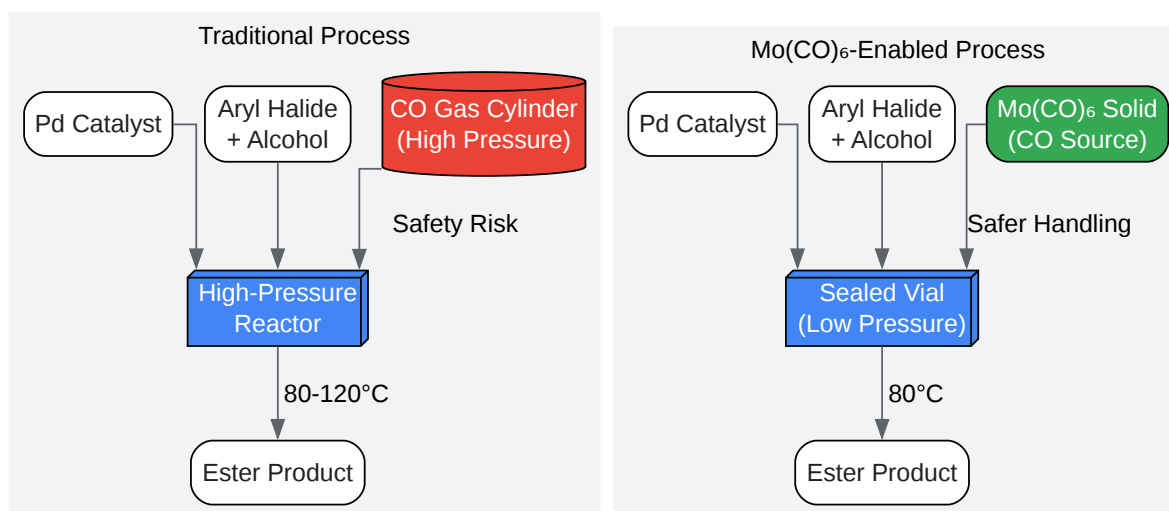 Traditional Process
Pd Catalyst
Aryl Halide
+ Alcohol
CO Gas Cylinder
(High Pressure)
Safety Risk
High-Pressure
Reactor
80-120°C
Ester Product
Mo(CO)₆-Enabled Process
Pd Catalyst
Aryl Halide
+ Alcohol
Mo(CO)₆ Solid
(CO Source)
Safer Handling
Sealed Vial
(Low Pressure)
80°C
Ester Product